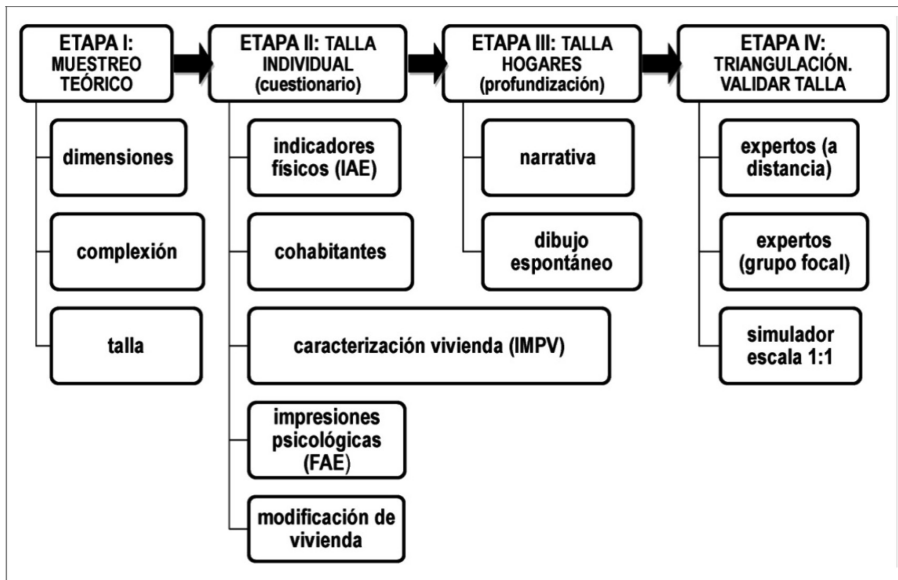 ETAPA I:
MUESTREO
TEÓRICO
dimensiones
complexión
talla
ETAPA II: TALLA
INDIVIDUAL
(cuestionario)
indicadores
físicos (IAE)
cohabitantes
caracterización vivienda (IMPV)
impresiones
psicológicas
(FAE)
modificación de
vivienda
ETAPA III: TALLA
HOGARES
(profundización)
narrativa
dibujo
espontáneo
ETAPA IV:
TRIANGULACIÓN.
VALIDAR TALLA
expertos (a
distancia)
expertos
(grupo focal)
simulador
escala 1:1